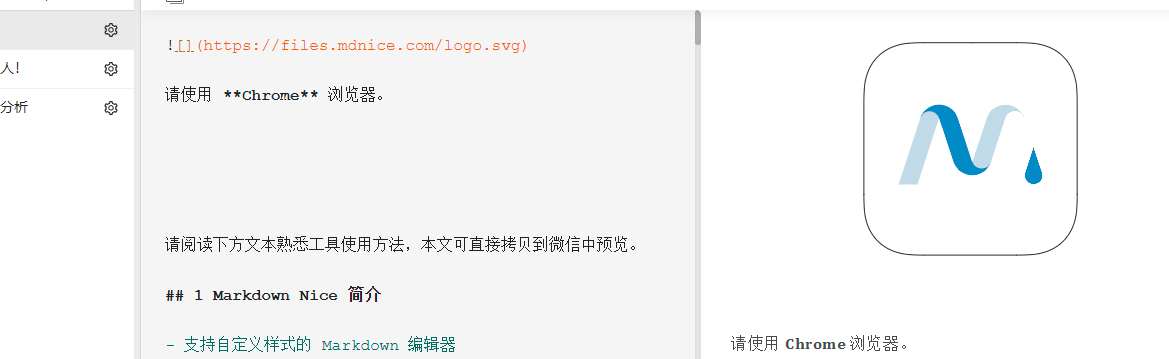 人！
分析
![](https://files.mdnice.com/logo.svg)
请使用 **Chrome** 浏览器。
请阅读下方文本熟悉工具使用方法，本文可直接拷贝到微信中预览。
## 1 Markdown Nice 简介
- 支持自定义样式的 Markdown 编辑器
请使用 Chrome 浏览器。